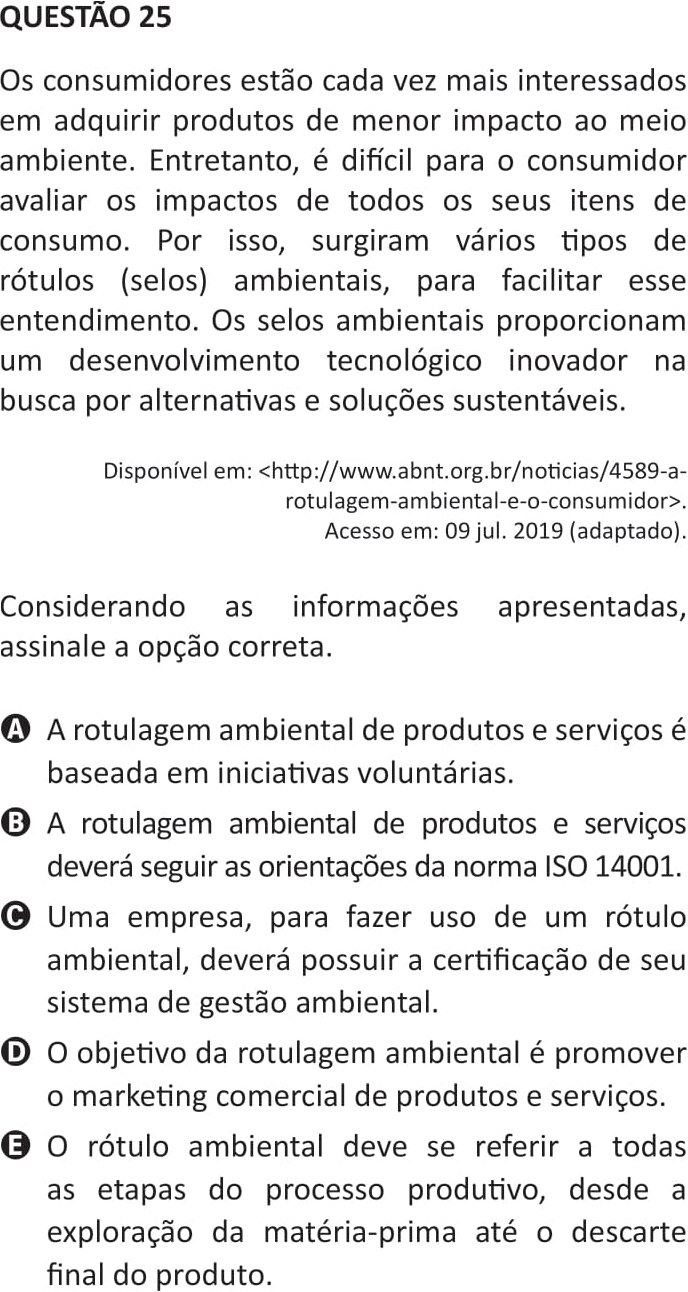 QUESTÃO 25
Os consumidores estão cada vez mais interessados
em adquirir produtos de menor impacto ao meio
ambiente. Entretanto, é difícil para o consumidor
avaliar os impactos de todos os seus itens de
consumo. Por isso, surgiram vários tipos de
rótulos (selos) ambientais, para facilitar esse
entendimento. Os selos ambientais proporcionam
um desenvolvimento tecnológico inovador na
busca por alternativas e soluções sustentáveis.
Disponível em: <http://www.abnt.org.br/noticias/4589-a-
rotulagem-ambiental-e-o-consumidor>.
Acesso em: 09 jul. 2019 (adaptado).
Considerando as informações apresentadas,
assinale a opção correta.
A A rotulagem ambiental de produtos e serviços é
baseada em iniciativas voluntárias.
B A rotulagem ambiental de produtos e serviços
deverá seguir as orientações da norma ISO 14001.
C Uma empresa, para fazer uso de um rótulo
ambiental, deverá possuir a certificação de seu
sistema de gestão ambiental.
D O objetivo da rotulagem ambiental é promover
o marketing comercial de produtos e serviços.
E O rótulo ambiental deve se referir a todas
as etapas do processo produtivo, desde a
exploração da matéria-prima até o descarte
final do produto.